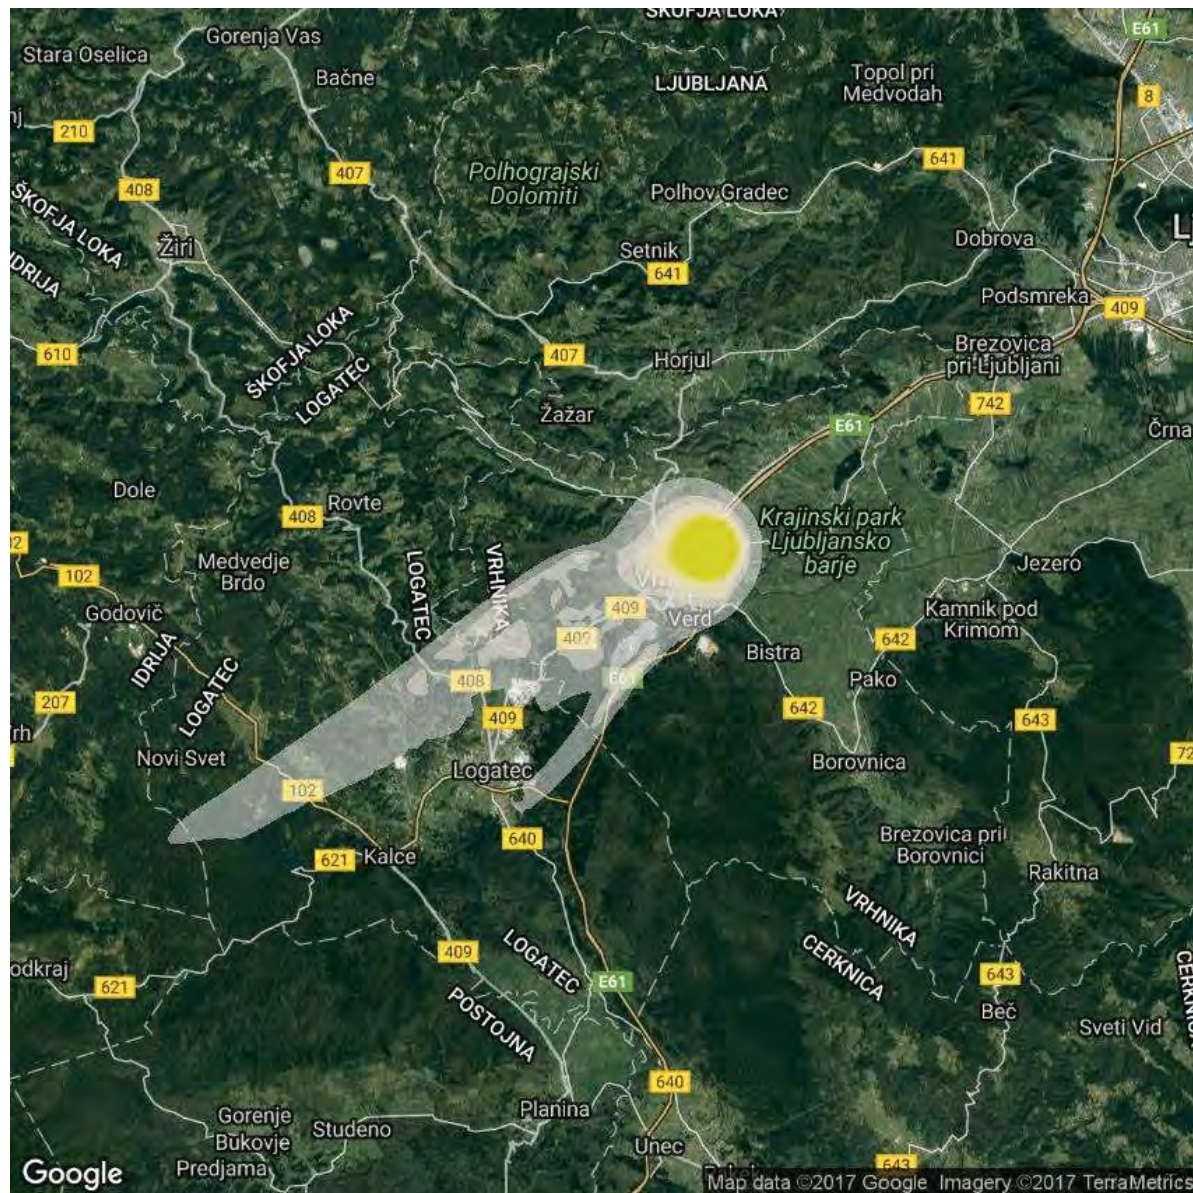 ŠKOFJA LOKA
E61
Gorenja Vas
Stara Oselica
Bačne
LJUBLJANA
Topol pri
Medvodah
8
210
407
641
408
Polhograjski
Dolomiti
Polhov Gradec
ŠKOFJA LOKA
IDRIJA
Žiri
Setnik
641
Dobrova
Podsmreka
409
610
ŠKOFJA LOKA
LOGATEC
407
Horjul
Brezovica
pri Ljubljani
742
Žažar
E61
Črna
Dole
408
Rovte
Krajinski park
Ljubljansko
barje
102
Medvedje
Brdo
LOGATEC
VRHNIKA
Jezero
Godovič
409
Verd
Kamnik pod
Krimom
409
642
IDRIJA
LOGATEC
Bistra
408
E61
Pako
207
409
642
643
Novi Svet
Logatec
Borovnica
102
640
621
Kalce
Brezovica pri
Borovnici
Rakitna
VRHNIKA
CERKNICA
409
LOGATEC
POSTOJNA
E61
643
621
Beč
Sveti Vid
640
Planina
Gorenje
Bukovje
Studeno
Predjama
Unec
643
Google
Map data ©2017 Google Imagery ©2017 TerraMetrics